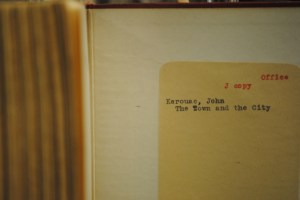 Office
2 copy
Kerouac, John
The Town and the City